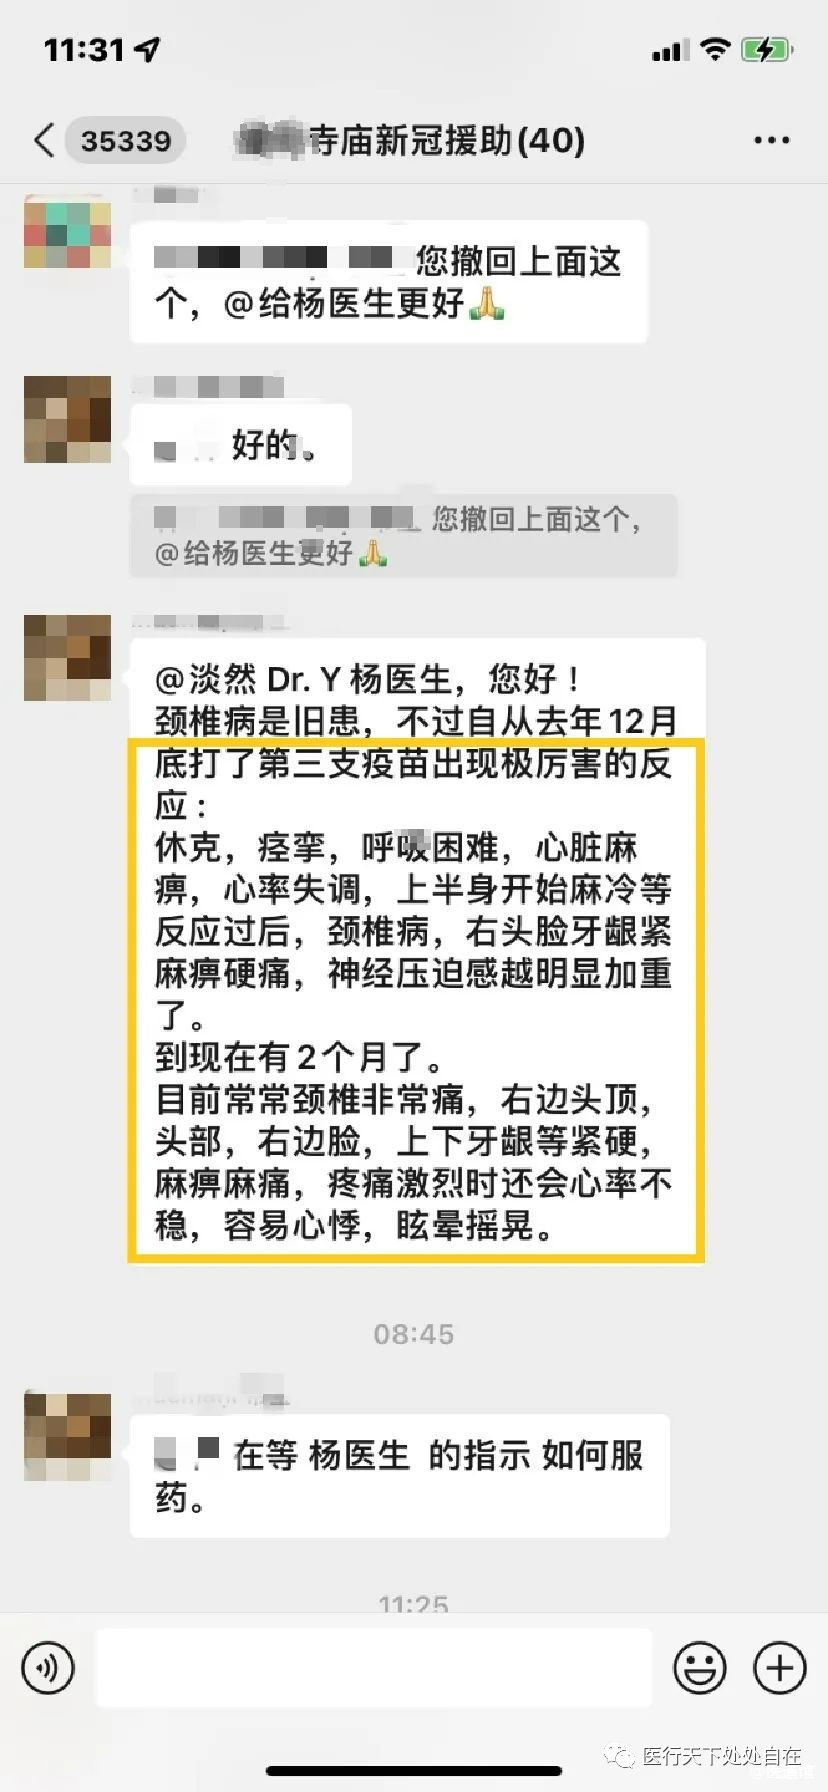 11:31
35339
寺庙新冠援助(40)
您撤回上面这
个，@给杨医生更好🙏
好的。
您撤回上面这个，
@给杨医生更好🙏
@淡然 Dr. Y 杨医生，您好！
颈椎病是旧患，不过自从去年12月
底打了第三支疫苗出现极厉害的反
应：
休克，痉挛，呼吸困难，心脏麻
痹，心率失调，上半身开始麻冷等
反应过后，颈椎病，右头脸牙龈紧
麻痹硬痛，神经压迫感越明显加重
了。
到现在有2个月了。
目前常常颈椎非常痛，右边头顶，
头部，右边脸，上下牙龈等紧硬，
麻痹麻痛，疼痛激烈时还会心率不
稳，容易心悸，眩晕摇晃。
08:45
在等 杨医生 的指示 如何服
药。
11:25
医行天下处处自在